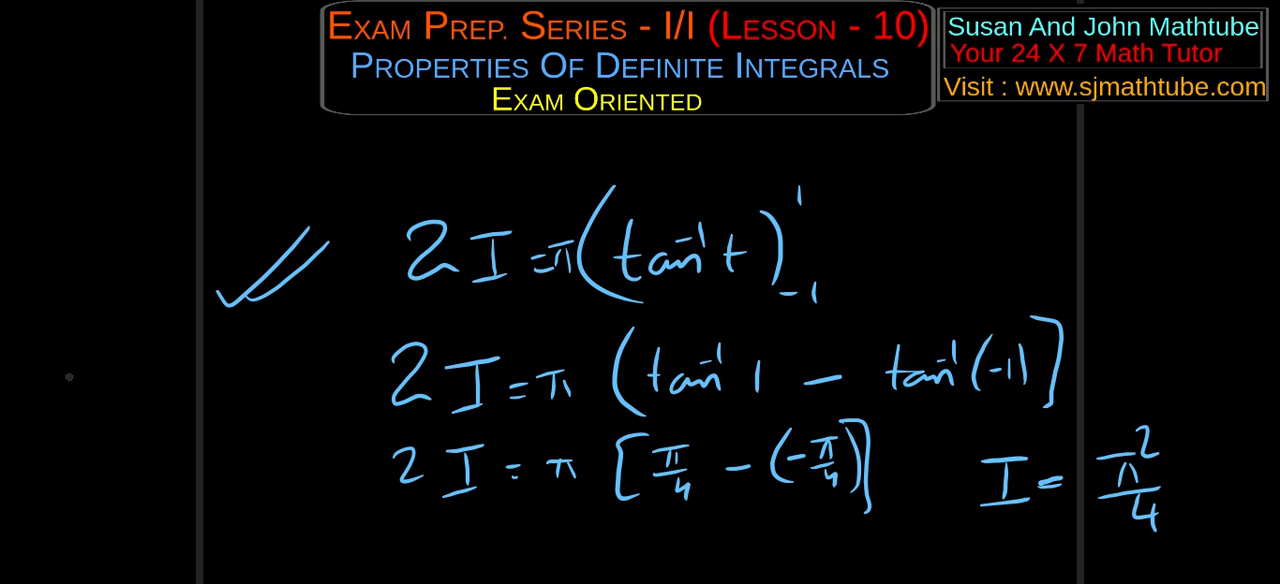 EXAM PREP. SERIES - I/I (LESSON - 10)
PROPERTIES OF DEFINITE INTEGRALS
EXAM ORIENTED
Susan And John Mathtube
Your 24 X 7 Math Tutor
Visit : www.sjmathtube.com
2I = π(tan⁻¹t)₋₁¹
2I = π (tan⁻¹ 1 – tan⁻¹(-1)]
2I = π [π/4 – (-π/4)]
I = π²/4